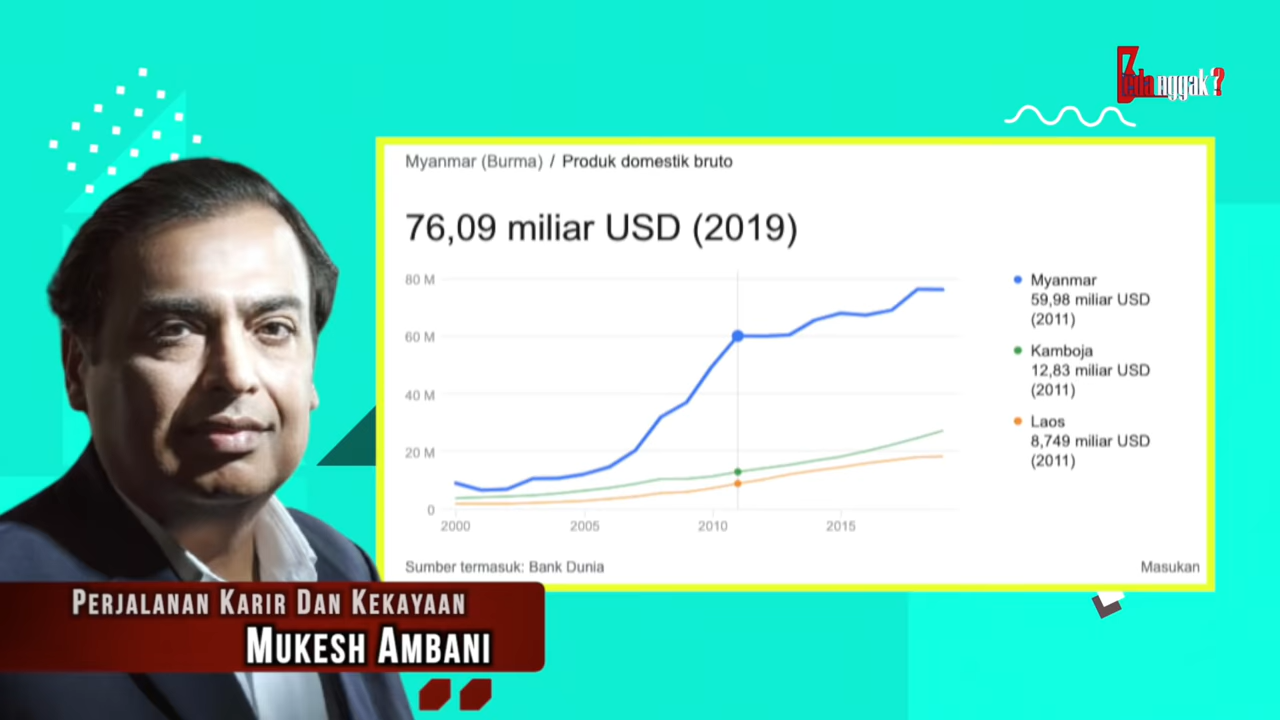 Beda nggak ?
Myanmar (Burma) / Produk domestik bruto
76,09 miliar USD (2019)
80 M
60 M
40 M
20 M
0
2000
2005
2010
2015
Myanmar
59,98 miliar USD
(2011)
Kamboja
12,83 miliar USD
(2011)
Laos
8,749 miliar USD
(2011)
Sumber termasuk: Bank Dunia
Masukan
PERJALANAN KARIR DAN KEKAYAAN
MUKESH AMBANI